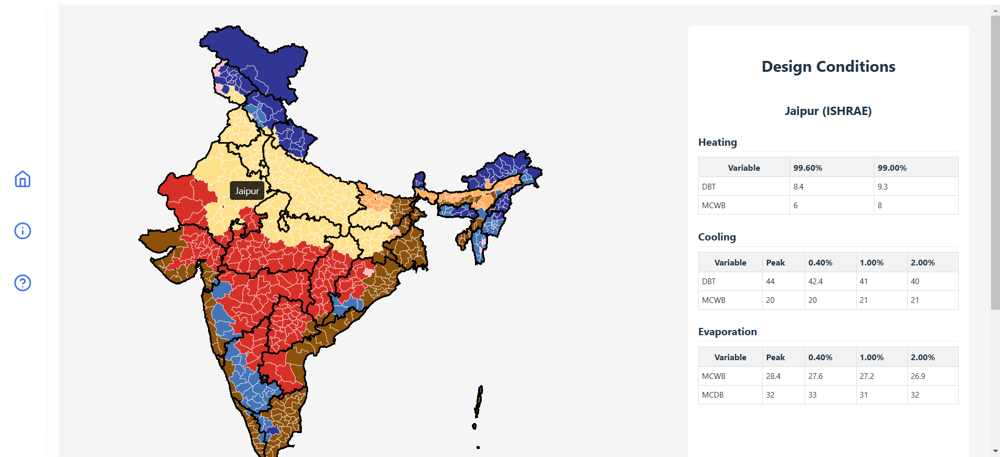 Jaipur
Design Conditions
Jaipur (ISHRAE)
Heating
Variable 99.60% 99.00%
DBT 8.4 9.3
MCWB 6 8
Cooling
Variable Peak 0.40% 1.00% 2.00%
DBT 44 42.4 41 40
MCWB 20 20 21 21
Evaporation
Variable Peak 0.40% 1.00% 2.00%
MCWB 28.4 27.6 27.2 26.9
MCDB 32 33 31 32